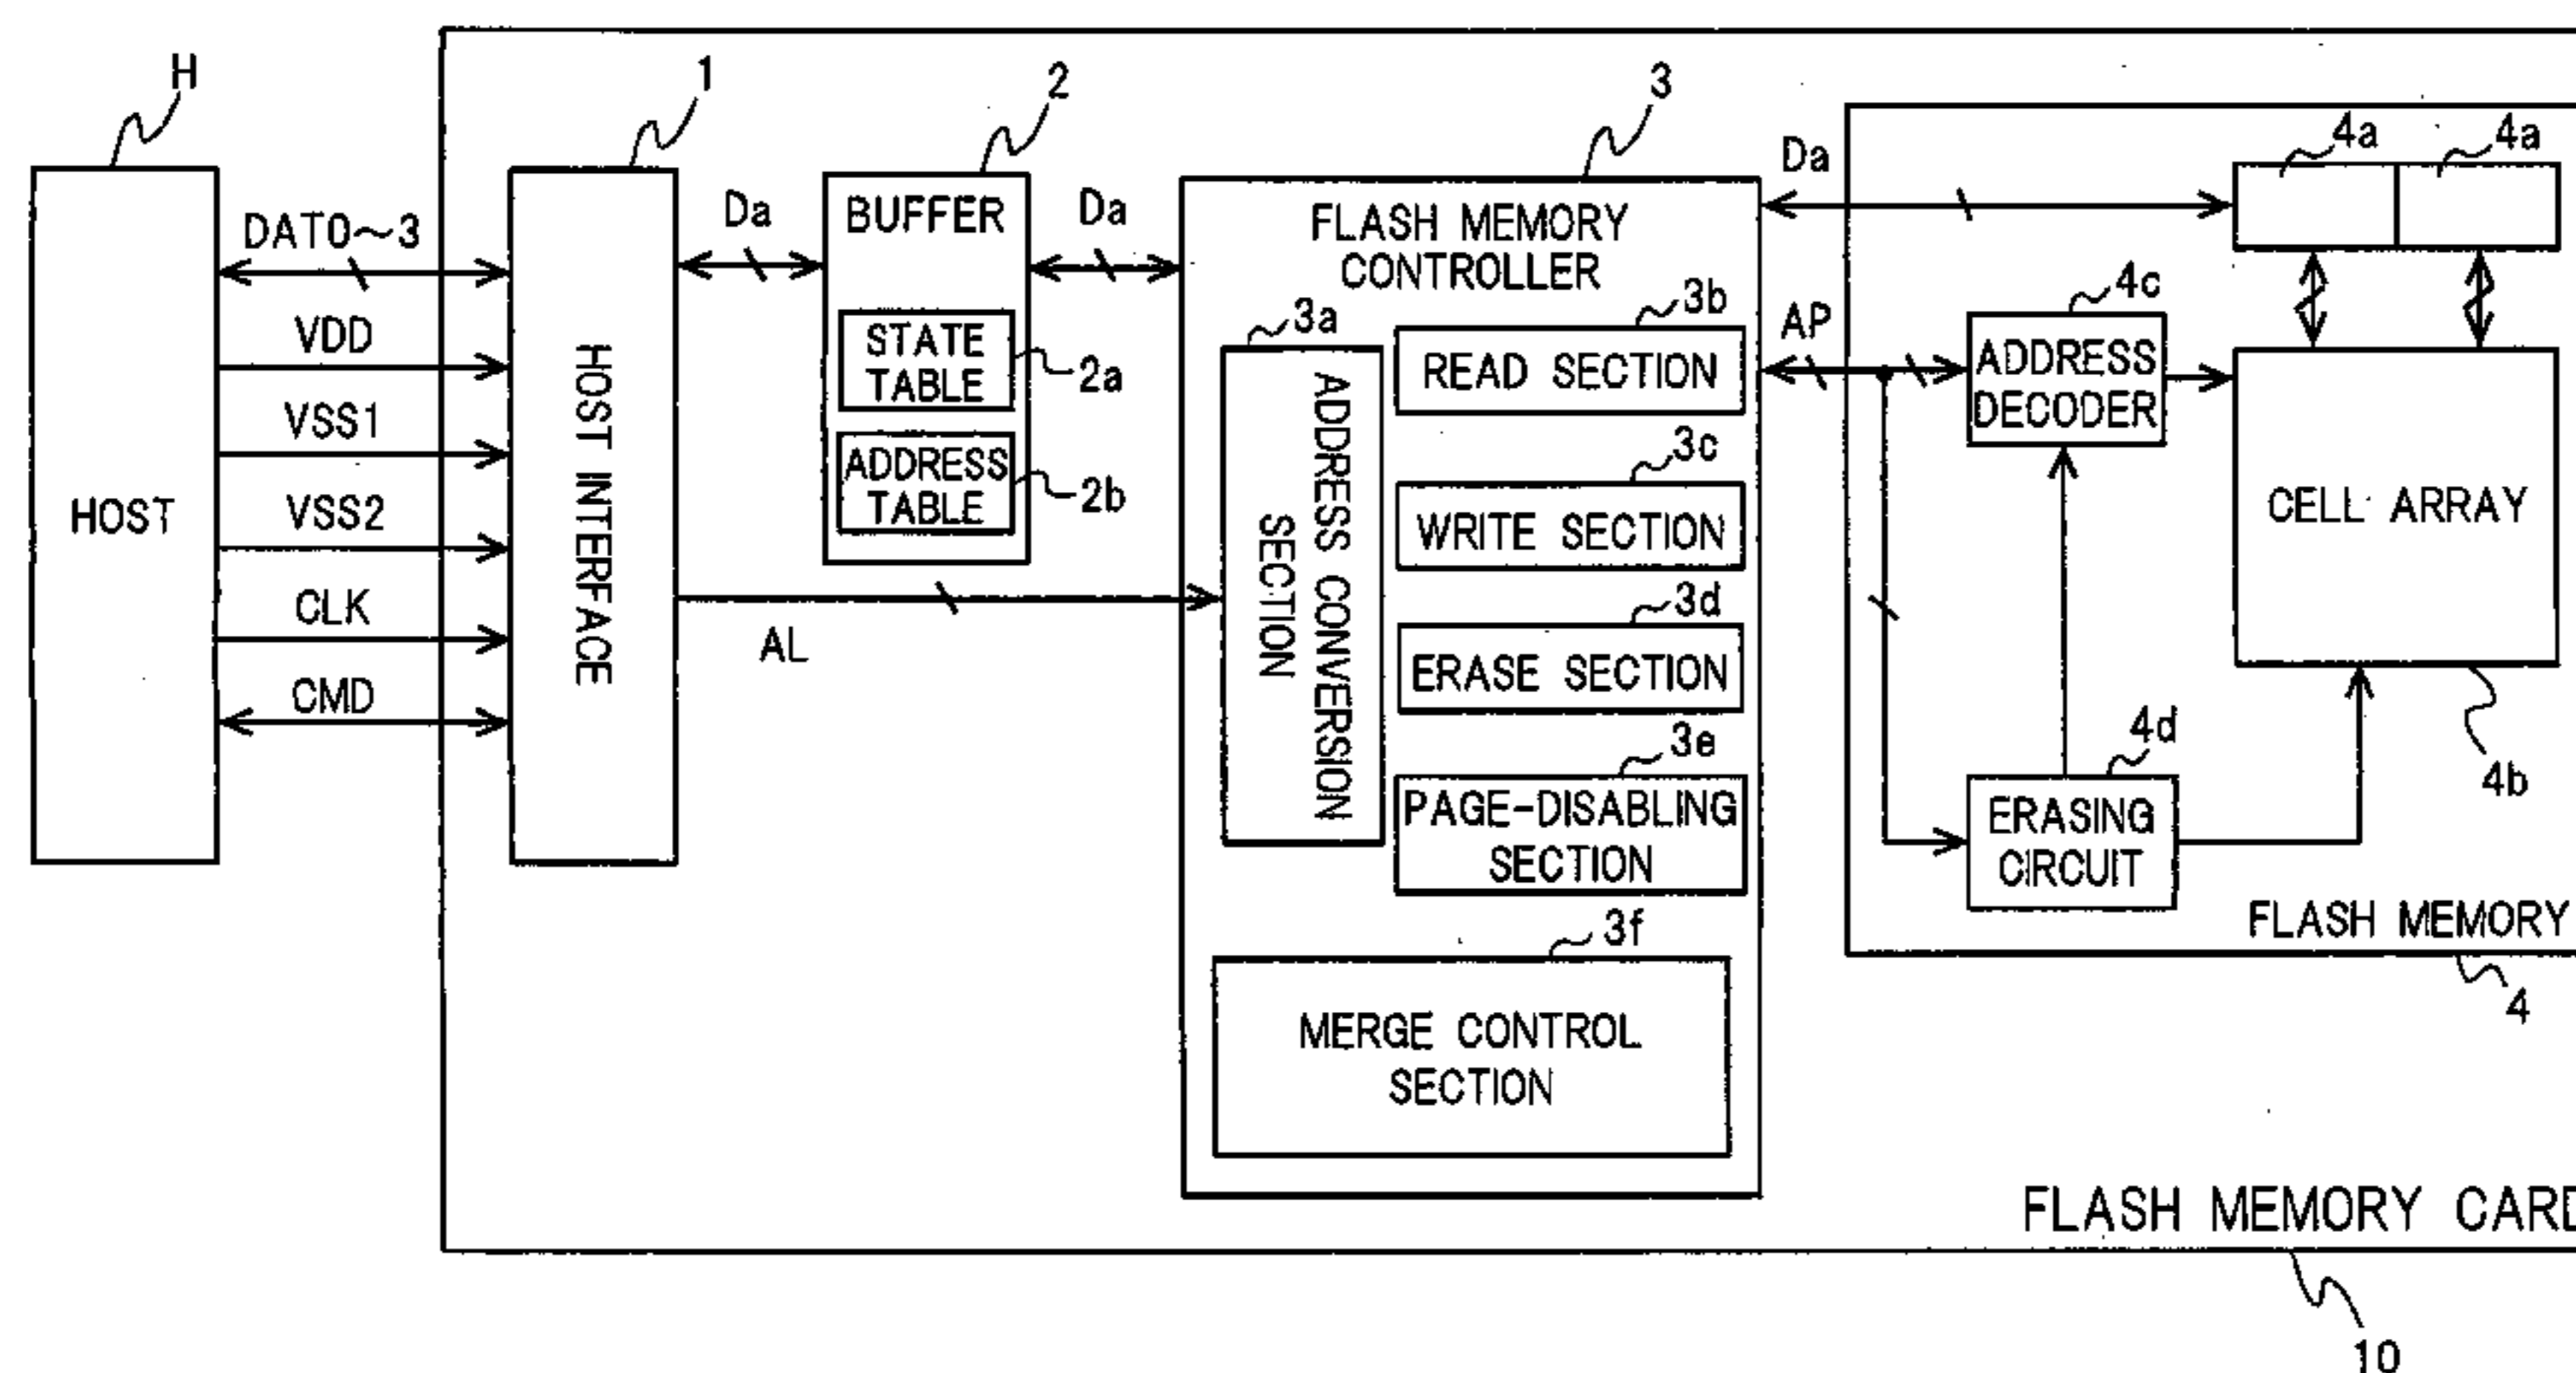 H
HOST
DAT0～3
VDD
VSS1
VSS2
CLK
CMD
1
HOST INTERFACE
Da
AL
2
BUFFER
STATE
TABLE
2a
ADDRESS
TABLE
2b
Da
3
FLASH MEMORY
CONTROLLER
3a
ADDRESS CONVERSION
SECTION
3b
READ SECTION
3c
WRITE SECTION
3d
ERASE SECTION
3e
PAGE-DISABLING
SECTION
3f
MERGE CONTROL
SECTION
Da
AP
4a
4a
4c
ADDRESS
DECODER
CELL ARRAY
4b
4d
ERASING
CIRCUIT
FLASH MEMORY
4
FLASH MEMORY CARD
10